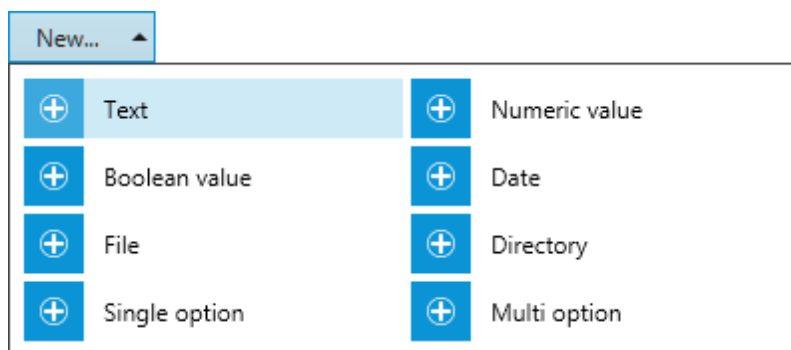 New...
Text
Numeric value
Boolean value
Date
File
Directory
Single option
Multi option